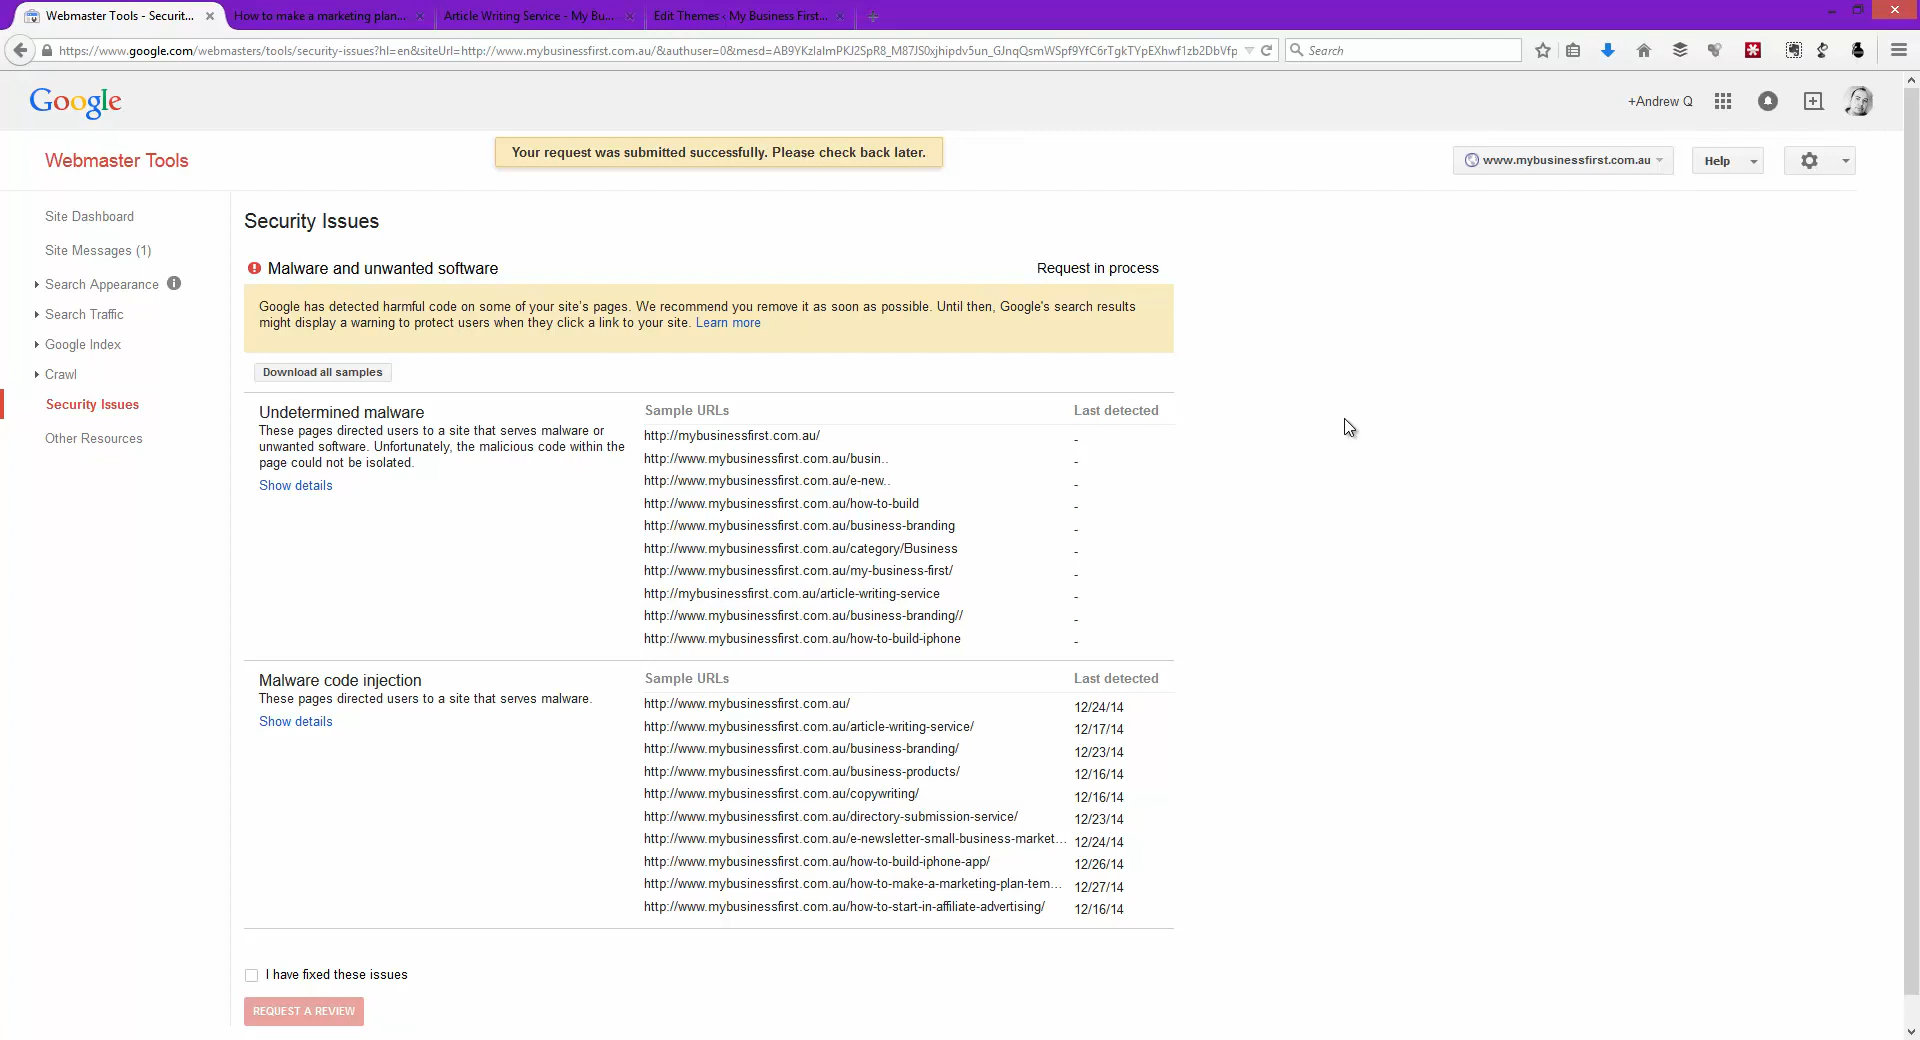 Webmaster Tools - Securit...
How to make a marketing plan...
Article Writing Service - My Bu...
Edit Themes ‹ My Business First...
https://www.google.com/webmasters/tools/security-issues?hl=en&siteUrl=http://www.mybusinessfirst.com.au/&authuser=0&mesd=AB9YKzlalmPKJ2SpR8_M87JS0xjhipdv5un_GJnqQsmWSpf9YfC6rTgkTYpEXhwf1zb2DbVfp
Search
Google
+Andrew Q
Webmaster Tools
Your request was submitted successfully. Please check back later.
www.mybusinessfirst.com.au
Help
Site Dashboard
Site Messages (1)
Search Appearance
Search Traffic
Google Index
Crawl
Security Issues
Other Resources
Security Issues
Malware and unwanted software
Request in process
Google has detected harmful code on some of your site's pages. We recommend you remove it as soon as possible. Until then, Google's search results
might display a warning to protect users when they click a link to your site. Learn more
Download all samples
Undetermined malware
These pages directed users to a site that serves malware or
unwanted software. Unfortunately, the malicious code within the
page could not be isolated.
Show details
Sample URLs Last detected
http://mybusinessfirst.com.au/ -
http://www.mybusinessfirst.com.au/busin.. -
http://www.mybusinessfirst.com.au/e-new.. -
http://www.mybusinessfirst.com.au/how-to-build -
http://www.mybusinessfirst.com.au/business-branding -
http://www.mybusinessfirst.com.au/category/Business -
http://www.mybusinessfirst.com.au/my-business-first/ -
http://mybusinessfirst.com.au/article-writing-service -
http://www.mybusinessfirst.com.au/business-branding// -
http://www.mybusinessfirst.com.au/how-to-build-iphone -
Malware code injection
These pages directed users to a site that serves malware.
Show details
Sample URLs Last detected
http://www.mybusinessfirst.com.au/ 12/24/14
http://www.mybusinessfirst.com.au/article-writing-service/ 12/17/14
http://www.mybusinessfirst.com.au/business-branding/ 12/23/14
http://www.mybusinessfirst.com.au/business-products/ 12/16/14
http://www.mybusinessfirst.com.au/copywriting/ 12/16/14
http://www.mybusinessfirst.com.au/directory-submission-service/ 12/23/14
http://www.mybusinessfirst.com.au/e-newsletter-small-business-market... 12/24/14
http://www.mybusinessfirst.com.au/how-to-build-iphone-app/ 12/26/14
http://www.mybusinessfirst.com.au/how-to-make-a-marketing-plan-tem... 12/27/14
http://www.mybusinessfirst.com.au/how-to-start-in-affiliate-advertising/ 12/16/14
I have fixed these issues
REQUEST A REVIEW